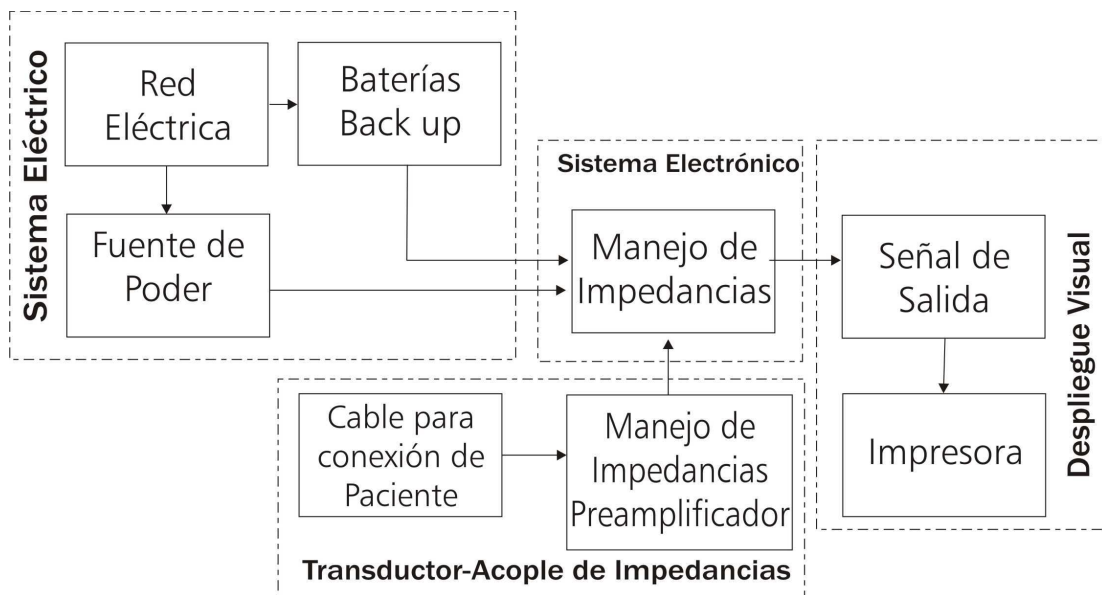 Sistema Eléctrico
Red
Eléctrica
Baterías
Back up
Fuente de
Poder
Sistema Electrónico
Manejo de
Impedancias
Señal de
Salida
Impresora
Despliegue Visual
Cable para
conexión de
Paciente
Manejo de
Impedancias
Preamplificador
Transductor-Acople de Impedancias